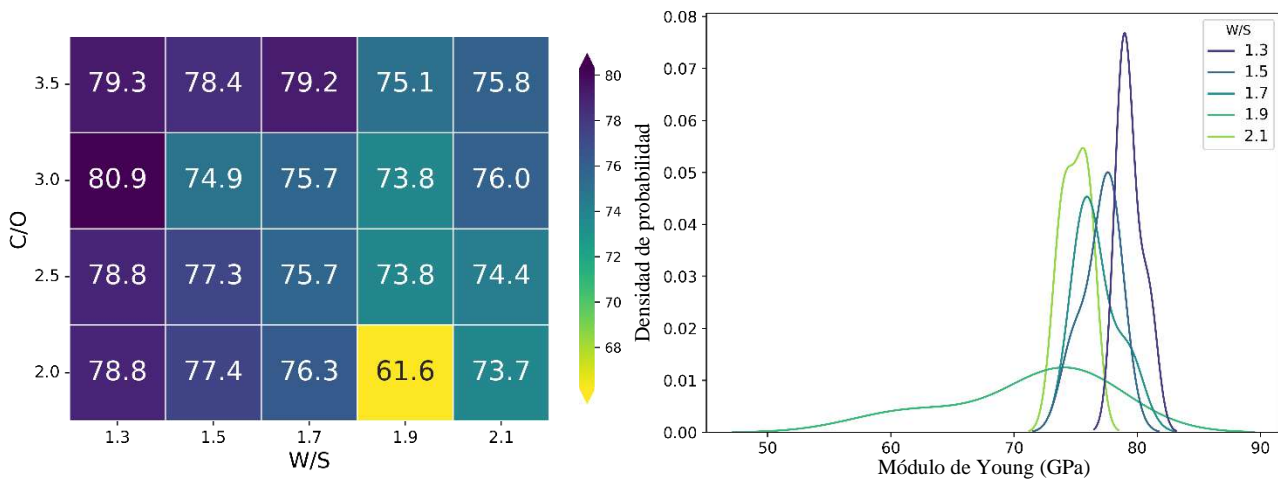 C/O
3.5
79.3 78.4 79.2 75.1 75.8
3.0
80.9 74.9 75.7 73.8 76.0
2.5
78.8 77.3 75.7 73.8 74.4
2.0
78.8 77.4 76.3 61.6 73.7
1.3 1.5 1.7 1.9 2.1
W/S
80
78
76
74
72
70
68
Densidad de probabilidad
0.08
0.07
0.06
0.05
0.04
0.03
0.02
0.01
0.00
50 60 70 80 90
Módulo de Young (GPa)
W/S
1.3
1.5
1.7
1.9
2.1